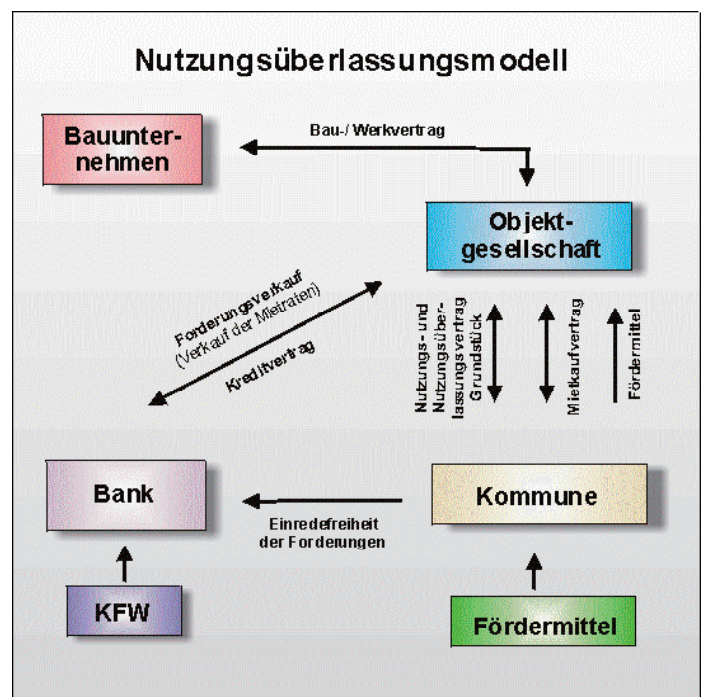 Nutzungsüberlassungsmodell
Bauunter-
nehmen
Bau-/ Werkvertrag
Objekt-
gesellschaft
Forderungsverkauf
(Verkauf der Mietraten)
Kreditvertrag
Nutzungs- und
Nutzungsüber-
lassungsvertrag
Grundstück
Mietkaufvertrag
Fördermittel
Bank
Kommune
Einredefreiheit
der Forderungen
KFW
Fördermittel